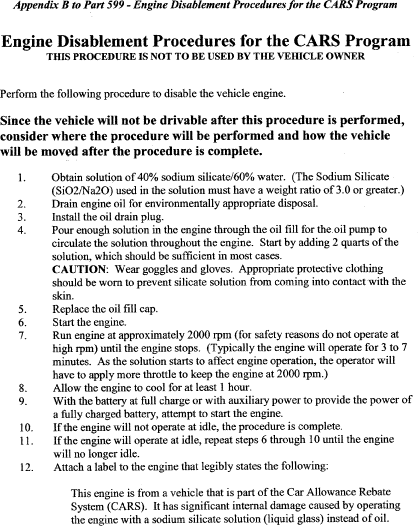 Appendix B to Part 599 - Engine Disablement Procedures for the CARS Program
Engine Disablement Procedures for the CARS Program
THIS PROCEDURE IS NOT TO BE USED BY THE VEHICLE OWNER
Perform the following procedure to disable the vehicle engine.
Since the vehicle will not be drivable after this procedure is performed,
consider where the procedure will be performed and how the vehicle
will be moved after the procedure is complete.
1. Obtain solution of 40% sodium silicate/60% water. (The Sodium Silicate
(SiO2/Na2O) used in the solution must have a weight ratio of 3.0 or greater.)
2. Drain engine oil for environmentally appropriate disposal.
3. Install the oil drain plug.
4. Pour enough solution in the engine through the oil fill for the oil pump to
circulate the solution throughout the engine. Start by adding 2 quarts of the
solution, which should be sufficient in most cases.
CAUTION: Wear goggles and gloves. Appropriate protective clothing
should be worn to prevent silicate solution from coming into contact with the
skin.
5. Replace the oil fill cap.
6. Start the engine.
7. Run engine at approximately 2000 rpm (for safety reasons do not operate at
high rpm) until the engine stops. (Typically the engine will operate for 3 to 7
minutes. As the solution starts to affect engine operation, the operator will
have to apply more throttle to keep the engine at 2000 rpm.)
8. Allow the engine to cool for at least 1 hour.
9. With the battery at full charge or with auxiliary power to provide the power of
a fully charged battery, attempt to start the engine.
10. If the engine will not operate at idle, the procedure is complete.
11. If the engine will operate at idle, repeat steps 6 through 10 until the engine
will no longer idle.
12. Attach a label to the engine that legibly states the following:
This engine is from a vehicle that is part of the Car Allowance Rebate
System (CARS). It has significant internal damage caused by operating
the engine with a sodium silicate solution (liquid glass) instead of oil.